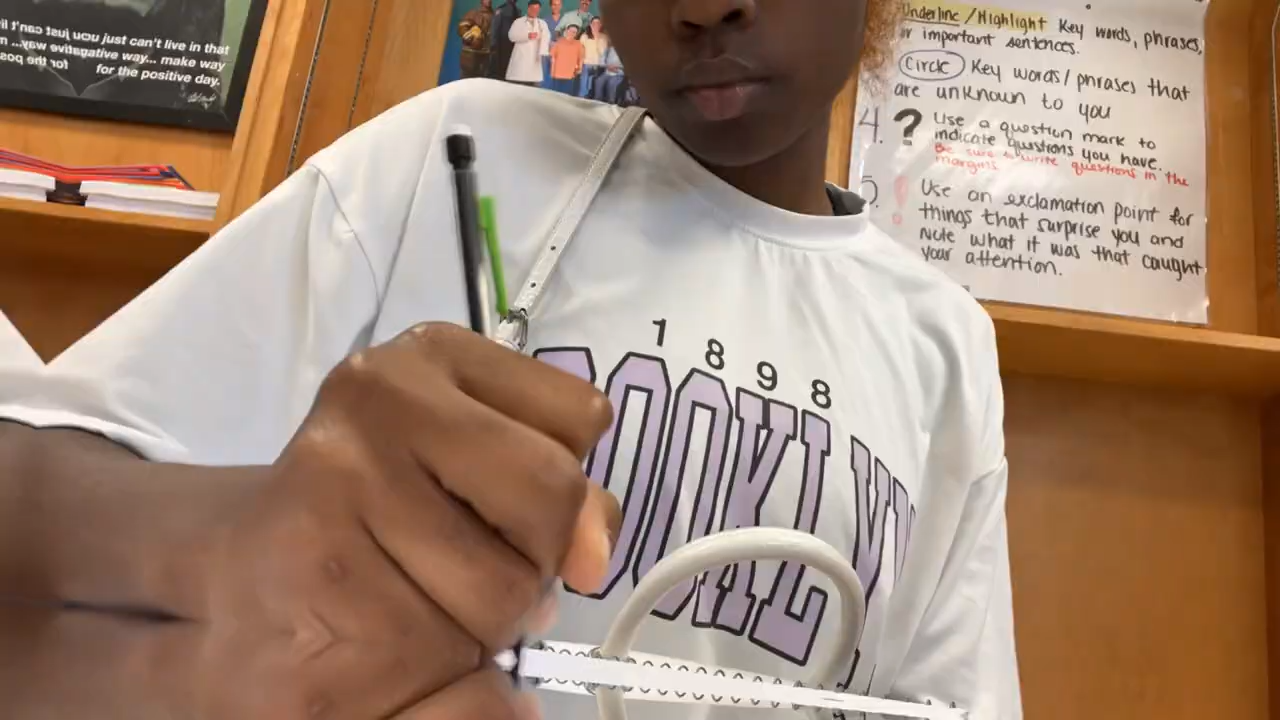 just can't live in that
way... make way
for the positive day.
Underline/Highlight Key words, phrases,
or important sentences.
Circle Key words/phrases that
are unknown to you
4. ? Use a question mark to
indicate questions you have.
Be sure to write questions in the
margins
5. ! Use an exclamation point for
things that surprise you and
note what it was that caught
your attention.
1898
OOKLYN